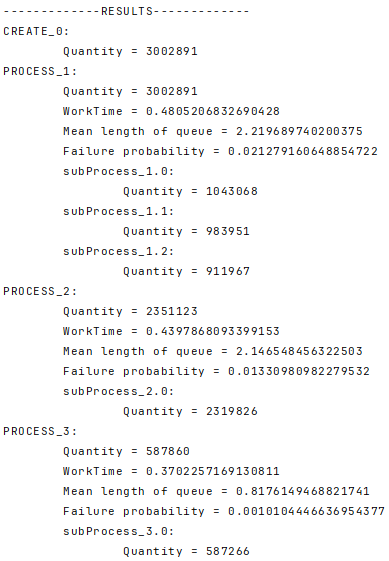 -------------RESULTS-------------
CREATE_0:
Quantity = 3002891
PROCESS_1:
Quantity = 3002891
WorkTime = 0.4805206832690428
Mean length of queue = 2.219689740200375
Failure probability = 0.021279160648854722
subProcess_1.0:
Quantity = 1043068
subProcess_1.1:
Quantity = 983951
subProcess_1.2:
Quantity = 911967
PROCESS_2:
Quantity = 2351123
WorkTime = 0.4397868093399153
Mean length of queue = 2.146548456322503
Failure probability = 0.01330980982279532
subProcess_2.0:
Quantity = 2319826
PROCESS_3:
Quantity = 587860
WorkTime = 0.3702257169130811
Mean length of queue = 0.8176149468821741
Failure probability = 0.0010104446636954377
subProcess_3.0:
Quantity = 587266